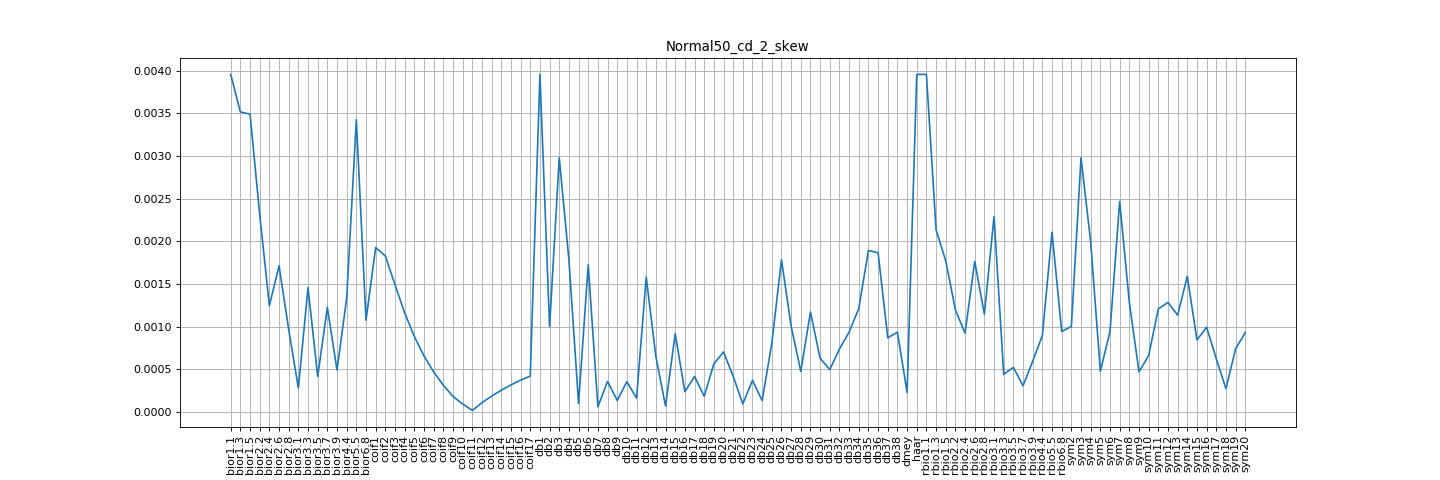 Normal50_cd_2_skew
0.0040
0.0035
0.0030
0.0025
0.0020
0.0015
0.0010
0.0005
0.0000
bior1.1
bior1.3
bior1.5
bior2.2
bior2.4
bior2.6
bior2.8
bior3.1
bior3.3
bior3.5
bior3.7
bior3.9
bior4.4
bior5.5
bior6.8
coif1
coif2
coif3
coif4
coif5
coif6
coif7
coif8
coif9
coif10
coif11
coif12
coif13
coif14
coif15
coif16
coif17
db1
db2
db3
db4
db5
db6
db7
db8
db9
db10
db11
db12
db13
db14
db15
db16
db17
db18
db19
db20
db21
db22
db23
db24
db25
db26
db27
db28
db29
db30
db31
db32
db33
db34
db35
db36
db37
db38
dmey
haar
rbio1.1
rbio1.3
rbio1.5
rbio2.2
rbio2.4
rbio2.6
rbio2.8
rbio3.1
rbio3.3
rbio3.5
rbio3.7
rbio3.9
rbio4.4
rbio5.5
rbio6.8
sym2
sym3
sym4
sym5
sym6
sym7
sym8
sym9
sym10
sym11
sym12
sym13
sym14
sym15
sym16
sym17
sym18
sym19
sym20